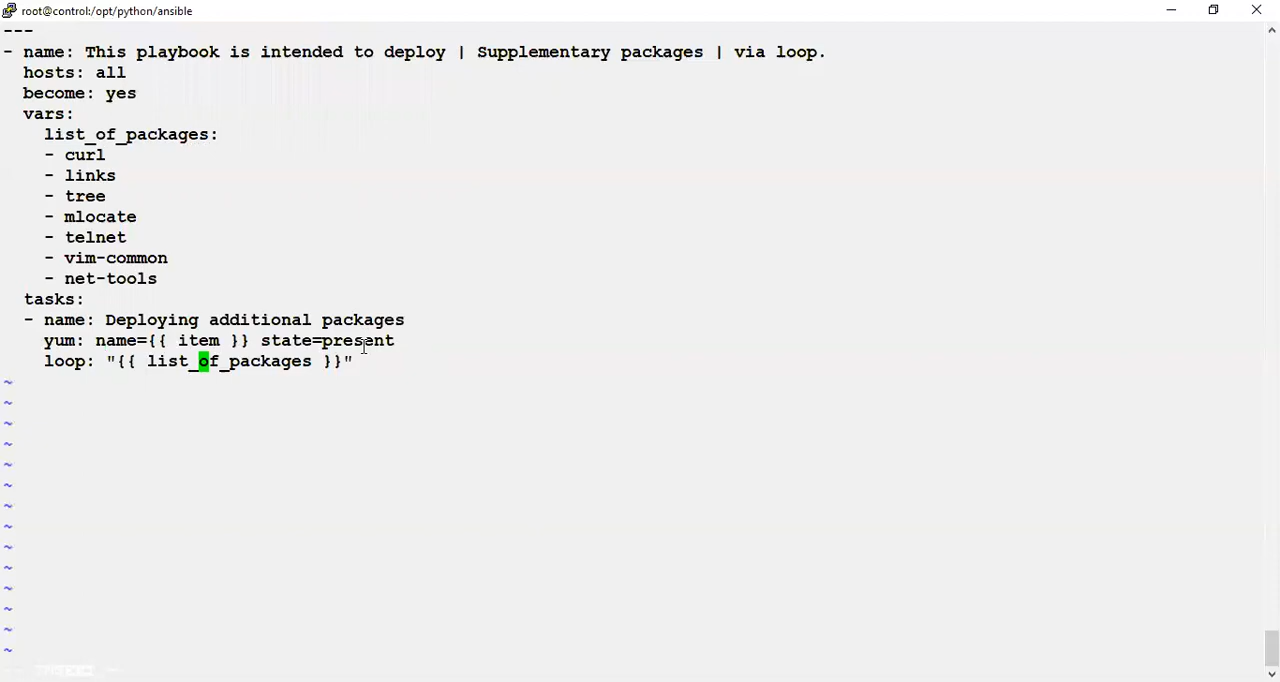 root@control:/opt/python/ansible
---
- name: This playbook is intended to deploy | Supplementary packages | via loop.
  hosts: all
  become: yes
  vars:
    list_of_packages:
    - curl
    - links
    - tree
    - mlocate
    - telnet
    - vim-common
    - net-tools
  tasks:
  - name: Deploying additional packages
    yum: name={{ item }} state=present
    loop: "{{ list_of_packages }}"
~
~
~
~
~
~
~
~
~
~
~
~
~
~